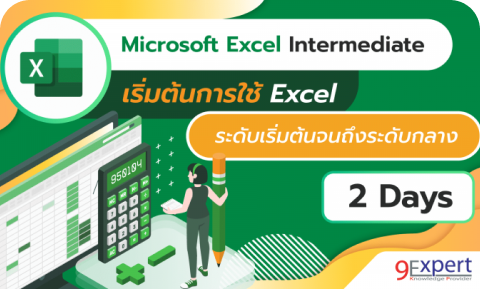 X
Microsoft Excel Intermediate
เริ่มต้นการใช้ Excel
ระดับเริ่มต้นจนถึงระดับกลาง
950104
2 Days
9Expert
Knowledge Provider